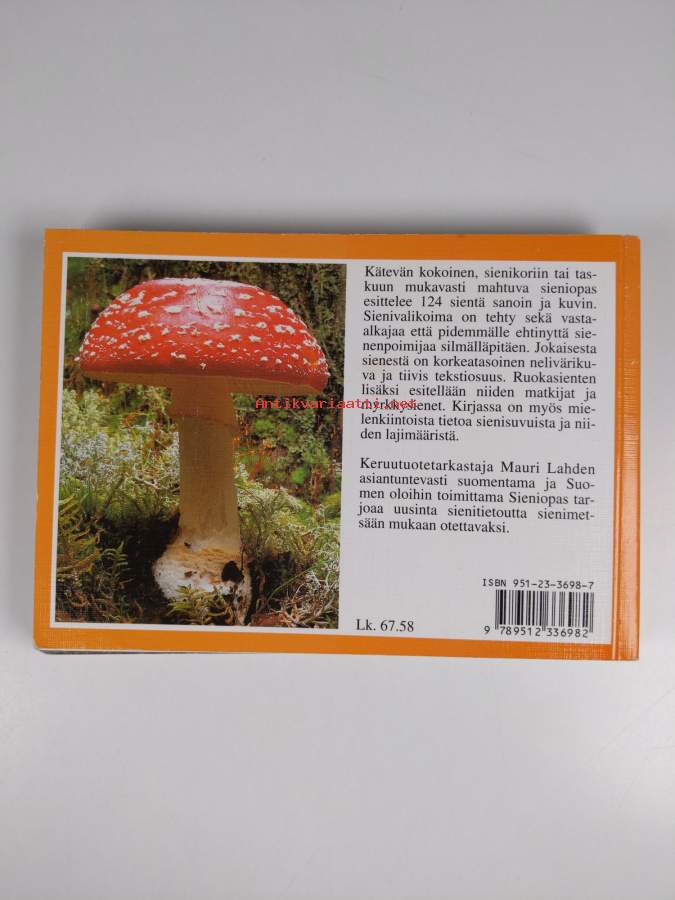 Kätevän kokoinen, sienikoriin tai tas-
kuun mukavasti mahtuva sieniopas
esittelee 124 sientä sanoin ja kuvin.
Sienivalikoima on tehty sekä vasta-
alkajaa että pidemmälle ehtinyttä sie-
nenpoimijaa silmälläpitäen. Jokaisesta
sienestä on korkeatasoinen nelivärikuva-
va ja tiivis tekstiosuus. Ruokasienten
lisäksi esitellään niiden matkijat ja
myrkkysienet. Kirjassa on myös mie-
lenkiintoista tietoa sienisuvuista ja nii-
den lajimääristä.
Keruutuotetarkastaja Mauri Lahden
asiantuntevasti suomentama ja Suo-
men oloihin toimittama Sieniopas tar-
joaa uusinta sienitietoutta sienimet-
sään mukaan otettavaksi.
Antikvariaatti.net
ISBN 951-23-3698-7
Lk. 67.58
9 789512 336982